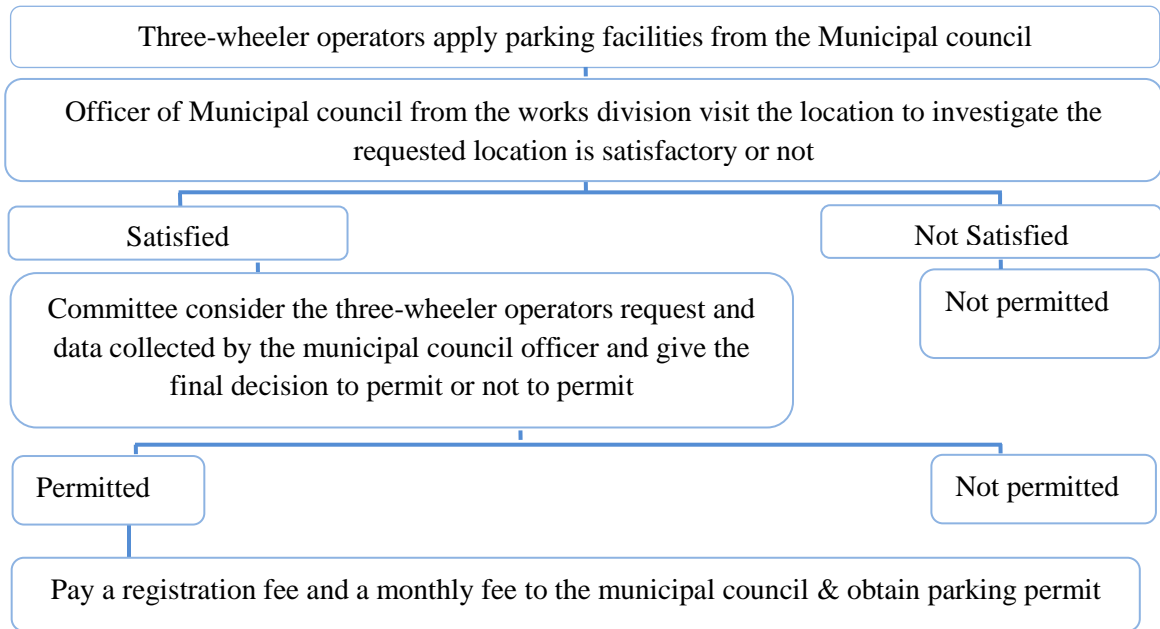 Three-wheeler operators apply parking facilities from the Municipal council
Officer of Municipal council from the works division visit the location to investigate the
requested location is satisfactory or not
Satisfied
Not Satisfied
Committee consider the three-wheeler operators request and
data collected by the municipal council officer and give the
final decision to permit or not to permit
Not permitted
Permitted
Not permitted
Pay a registration fee and a monthly fee to the municipal council & obtain parking permit